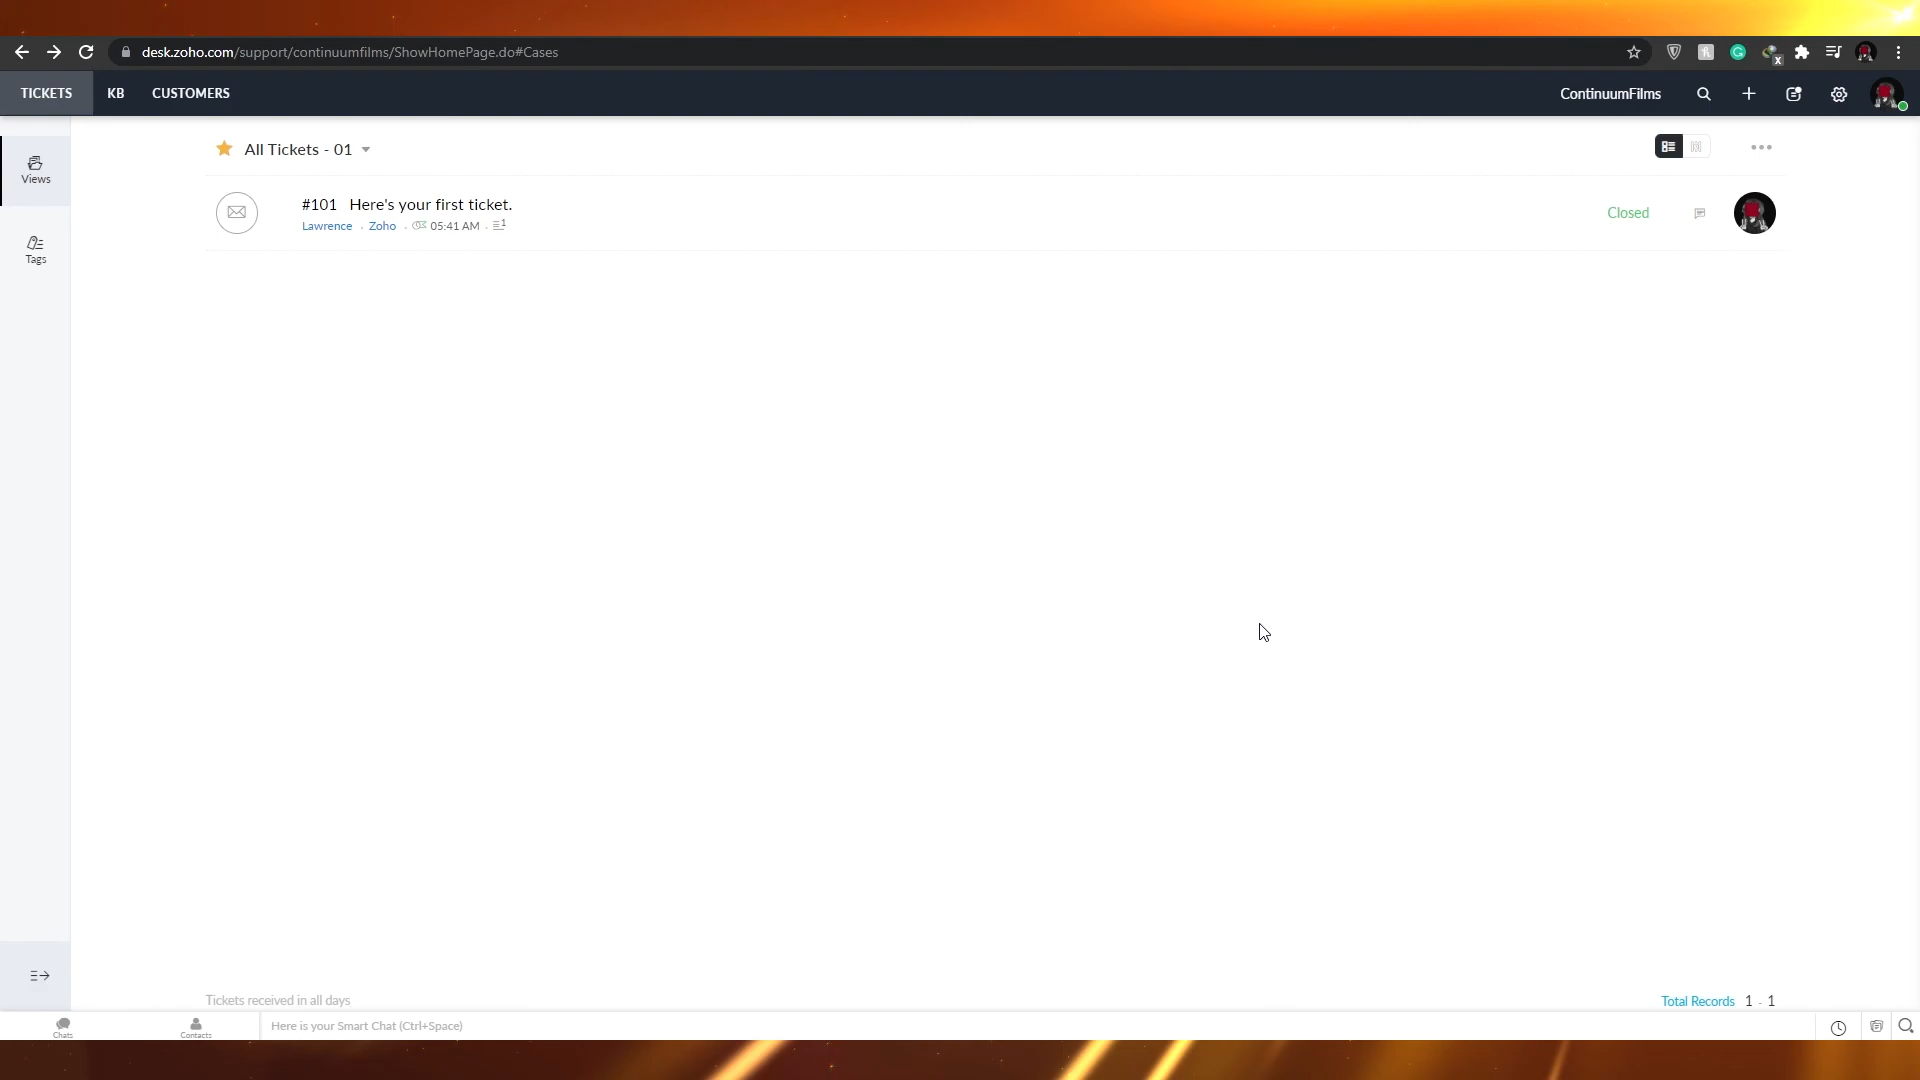 desk.zoho.com/support/continuumfilms/ShowHomePage.do#Cases
TICKETS KB CUSTOMERS ContinuumFilms
All Tickets - 01
Views
#101 Here's your first ticket.
Lawrence . Zoho . 05:41 AM . 1
Closed
Tags
Tickets received in all days
Total Records 1 - 1
Chats Contacts Here is your Smart Chat (Ctrl+Space)